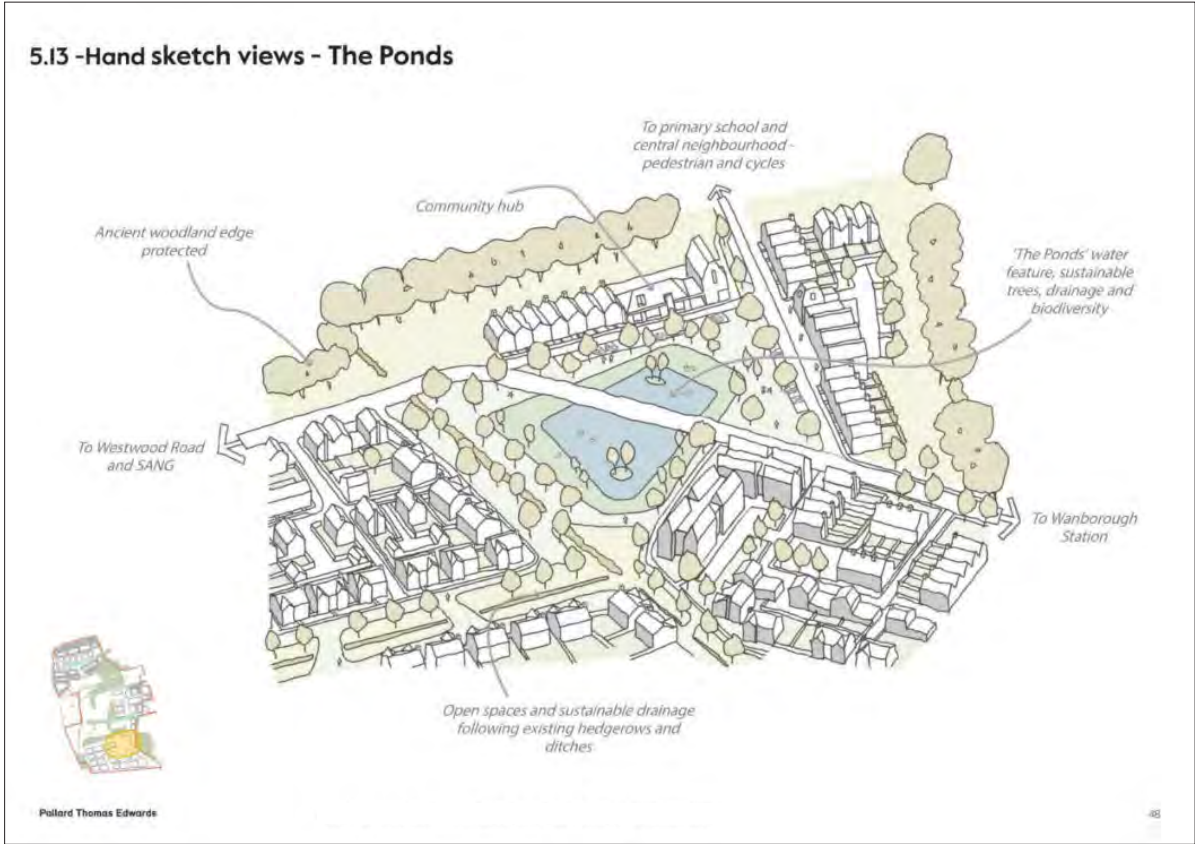 5.13 -Hand sketch views - The Ponds
To primary school and
central neighbourhood -
pedestrian and cycles
Community hub
Ancient woodland edge
protected
'The Ponds' water
feature, sustainable
trees, drainage and
biodiversity
To Westwood Road
and SANG
To Wanborough
Station
Open spaces and sustainable drainage
following existing hedgerows and
ditches
Pollard Thomas Edwards
48